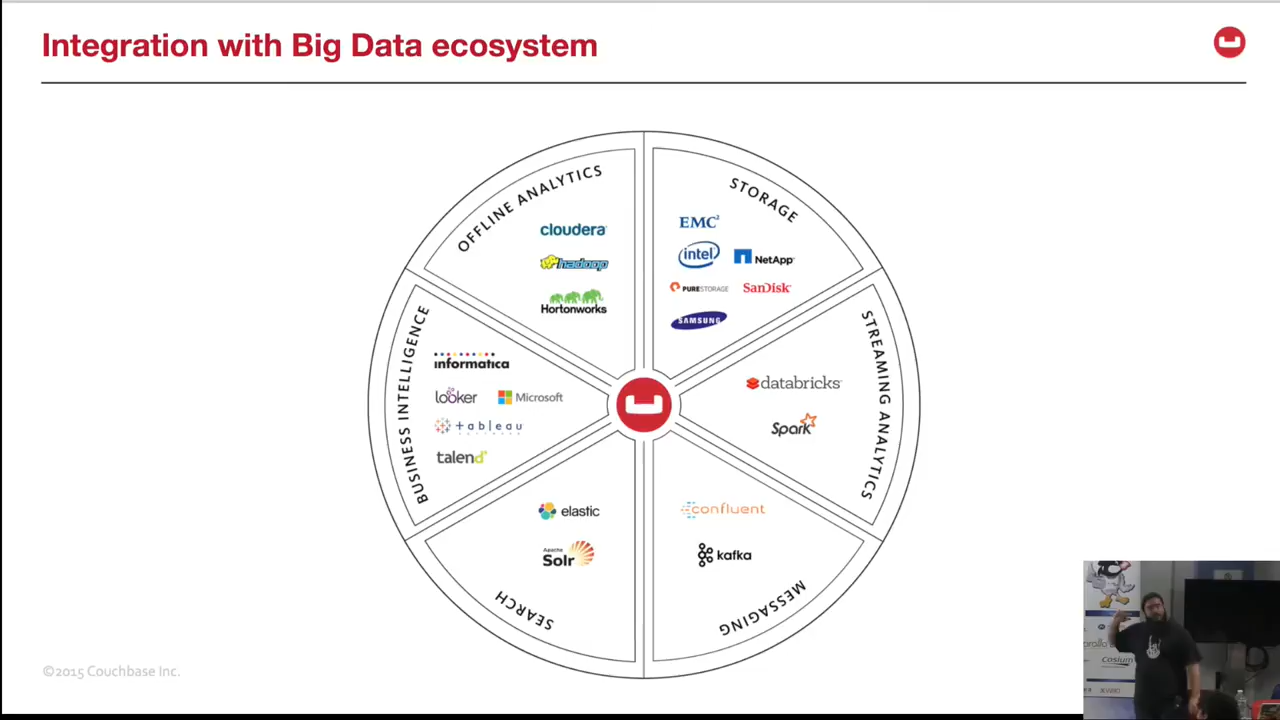 Integration with Big Data ecosystem
OFFLINE ANALYTICS
cloudera
hadoop
Hortonworks
STORAGE
EMC²
intel
NetApp
PURESTORAGE
SanDisk
SAMSUNG
STREAMING ANALYTICS
databricks
Spark
MESSAGING
confluent
kafka
SEARCH
elastic
Apache
Solr
BUSINESS INTELLIGENCE
informatica
looker
Microsoft
+ a b l e a u
talend
©2015 Couchbase Inc.
Cosium